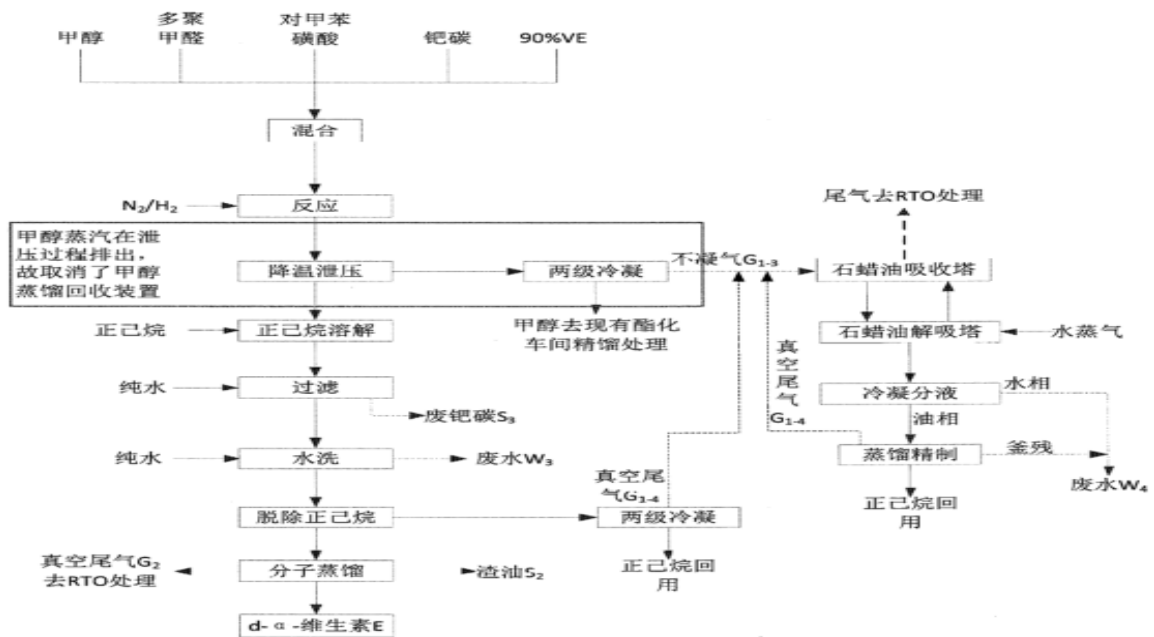 甲醇
多聚
甲醛
对甲苯
磺酸
钯碳
90%VE
混合
N₂/H₂
反应
尾气去RTO处理
甲醇蒸汽在泄
压过程排出，
故取消了甲醇
蒸馏回收装置
降温泄压
两级冷凝
不凝气G₁₋₃
石蜡油吸收塔
正己烷
正己烷溶解
甲醇去现有酯化
车间精馏处理
石蜡油解吸塔
水蒸气
真空尾气
G₁₋₄
纯水
过滤
废钯碳S₃
冷凝分液
水相
油相
纯水
水洗
废水W₃
蒸馏精制
釜残
废水W₄
真空尾
气G₁₋₄
正己烷回
用
脱除正己烷
两级冷凝
真空尾气G₂
去RTO处理
分子蒸馏
渣油S₂
正己烷回
用
d-α-维生素E